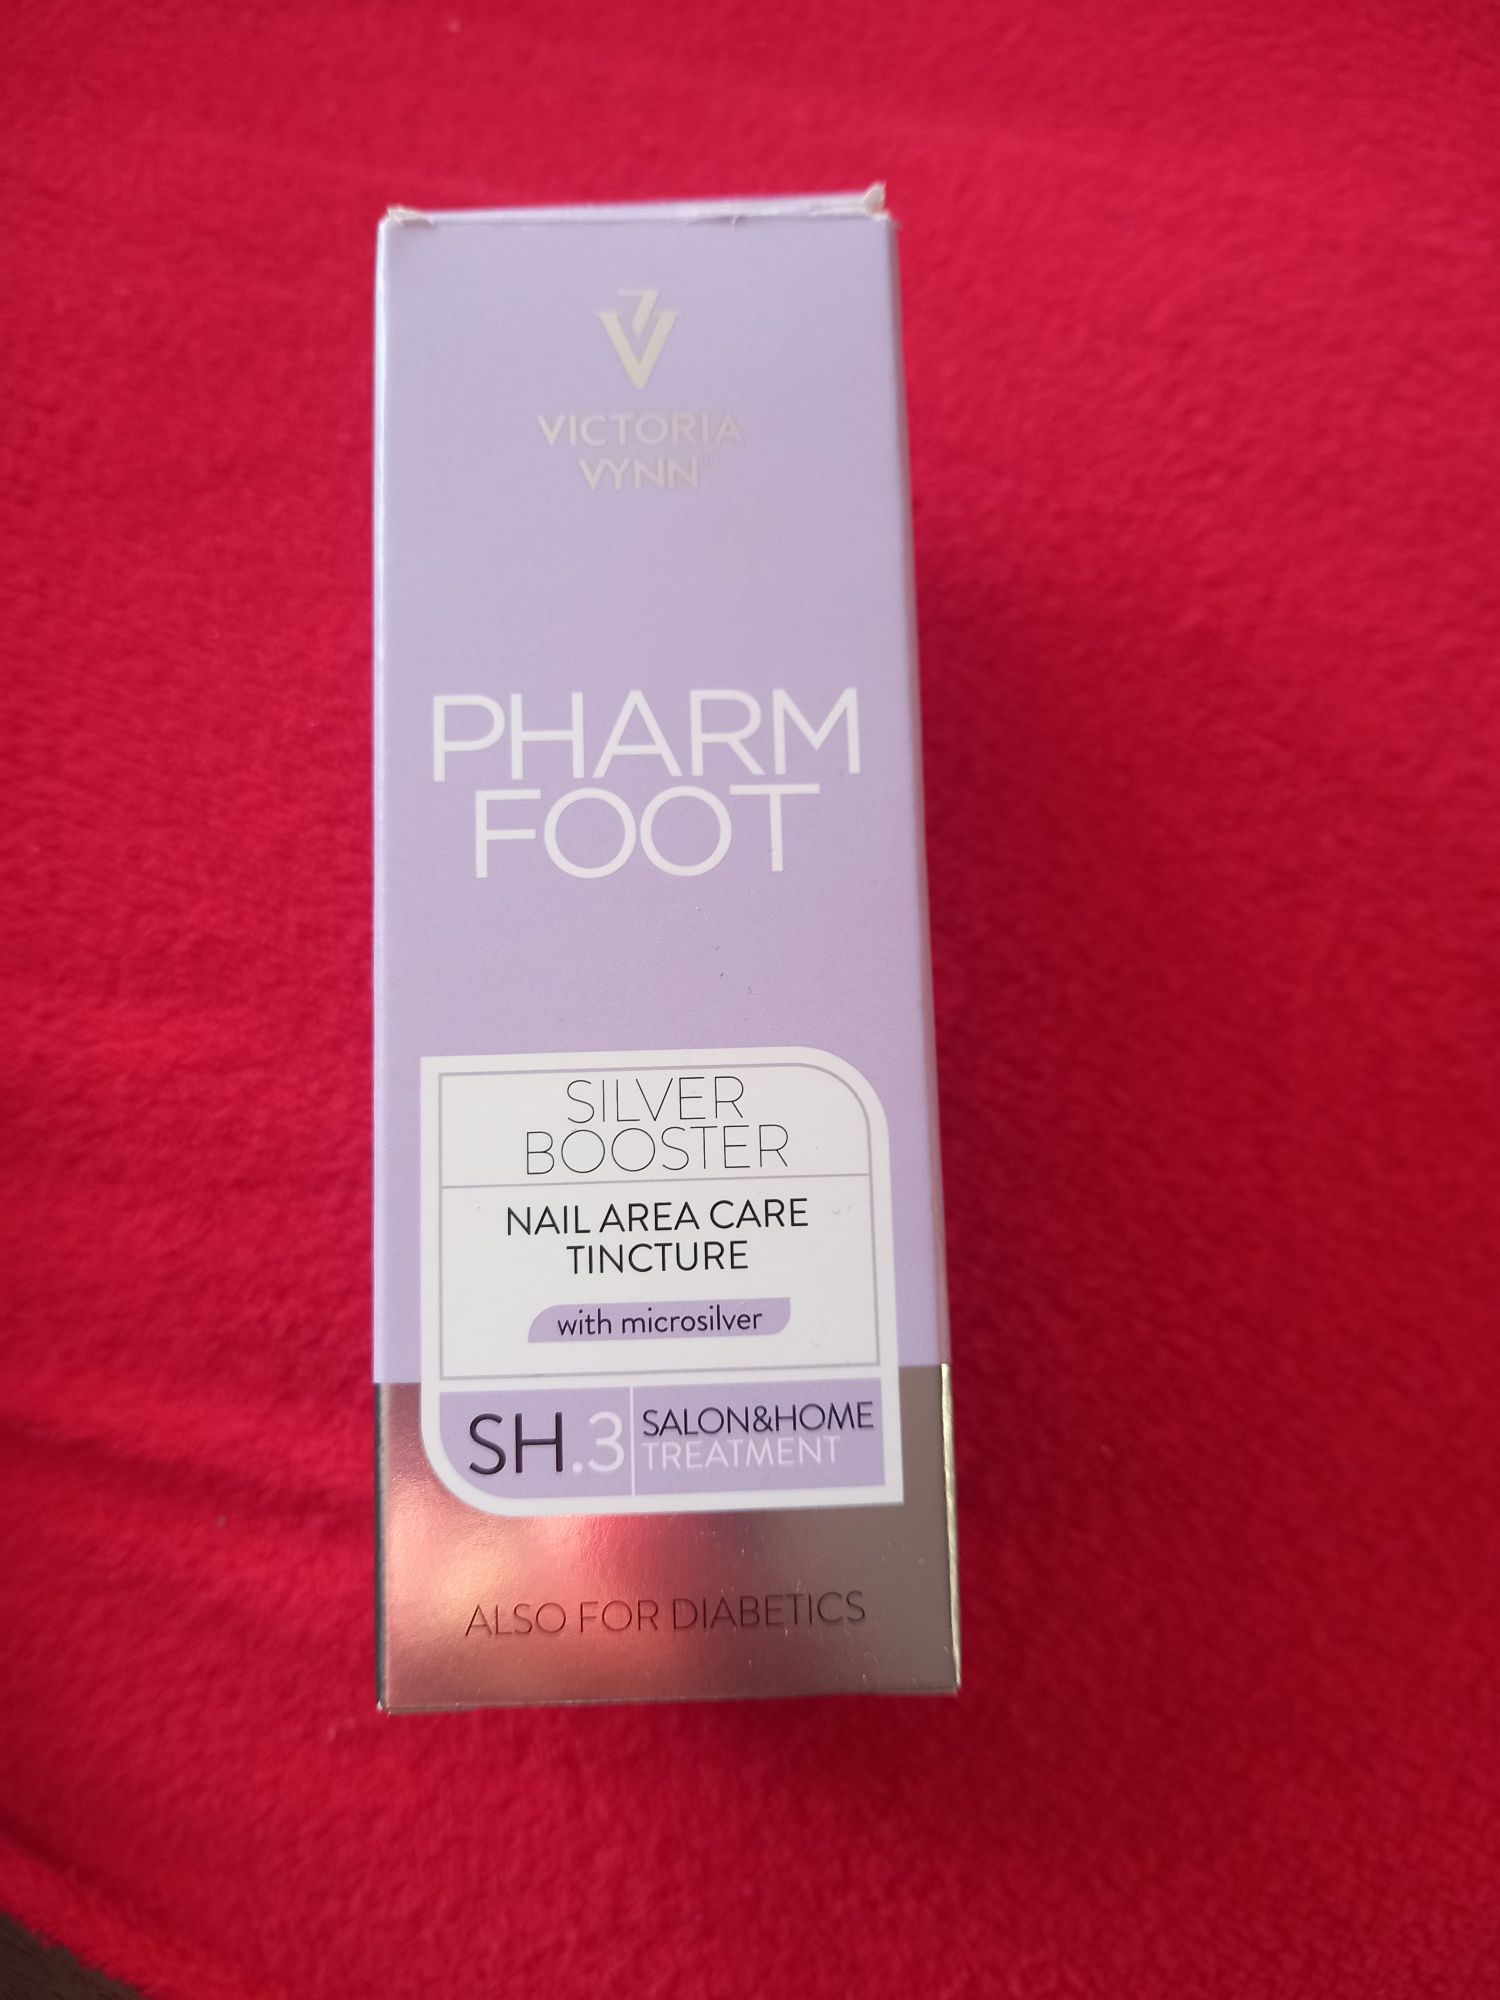 VICTORIA
VYNN™
PHARM
FOOT
SILVER
BOOSTER
NAIL AREA CARE
TINCTURE
with microsilver
SH.3
SALON&HOME
TREATMENT
ALSO FOR DIABETICS